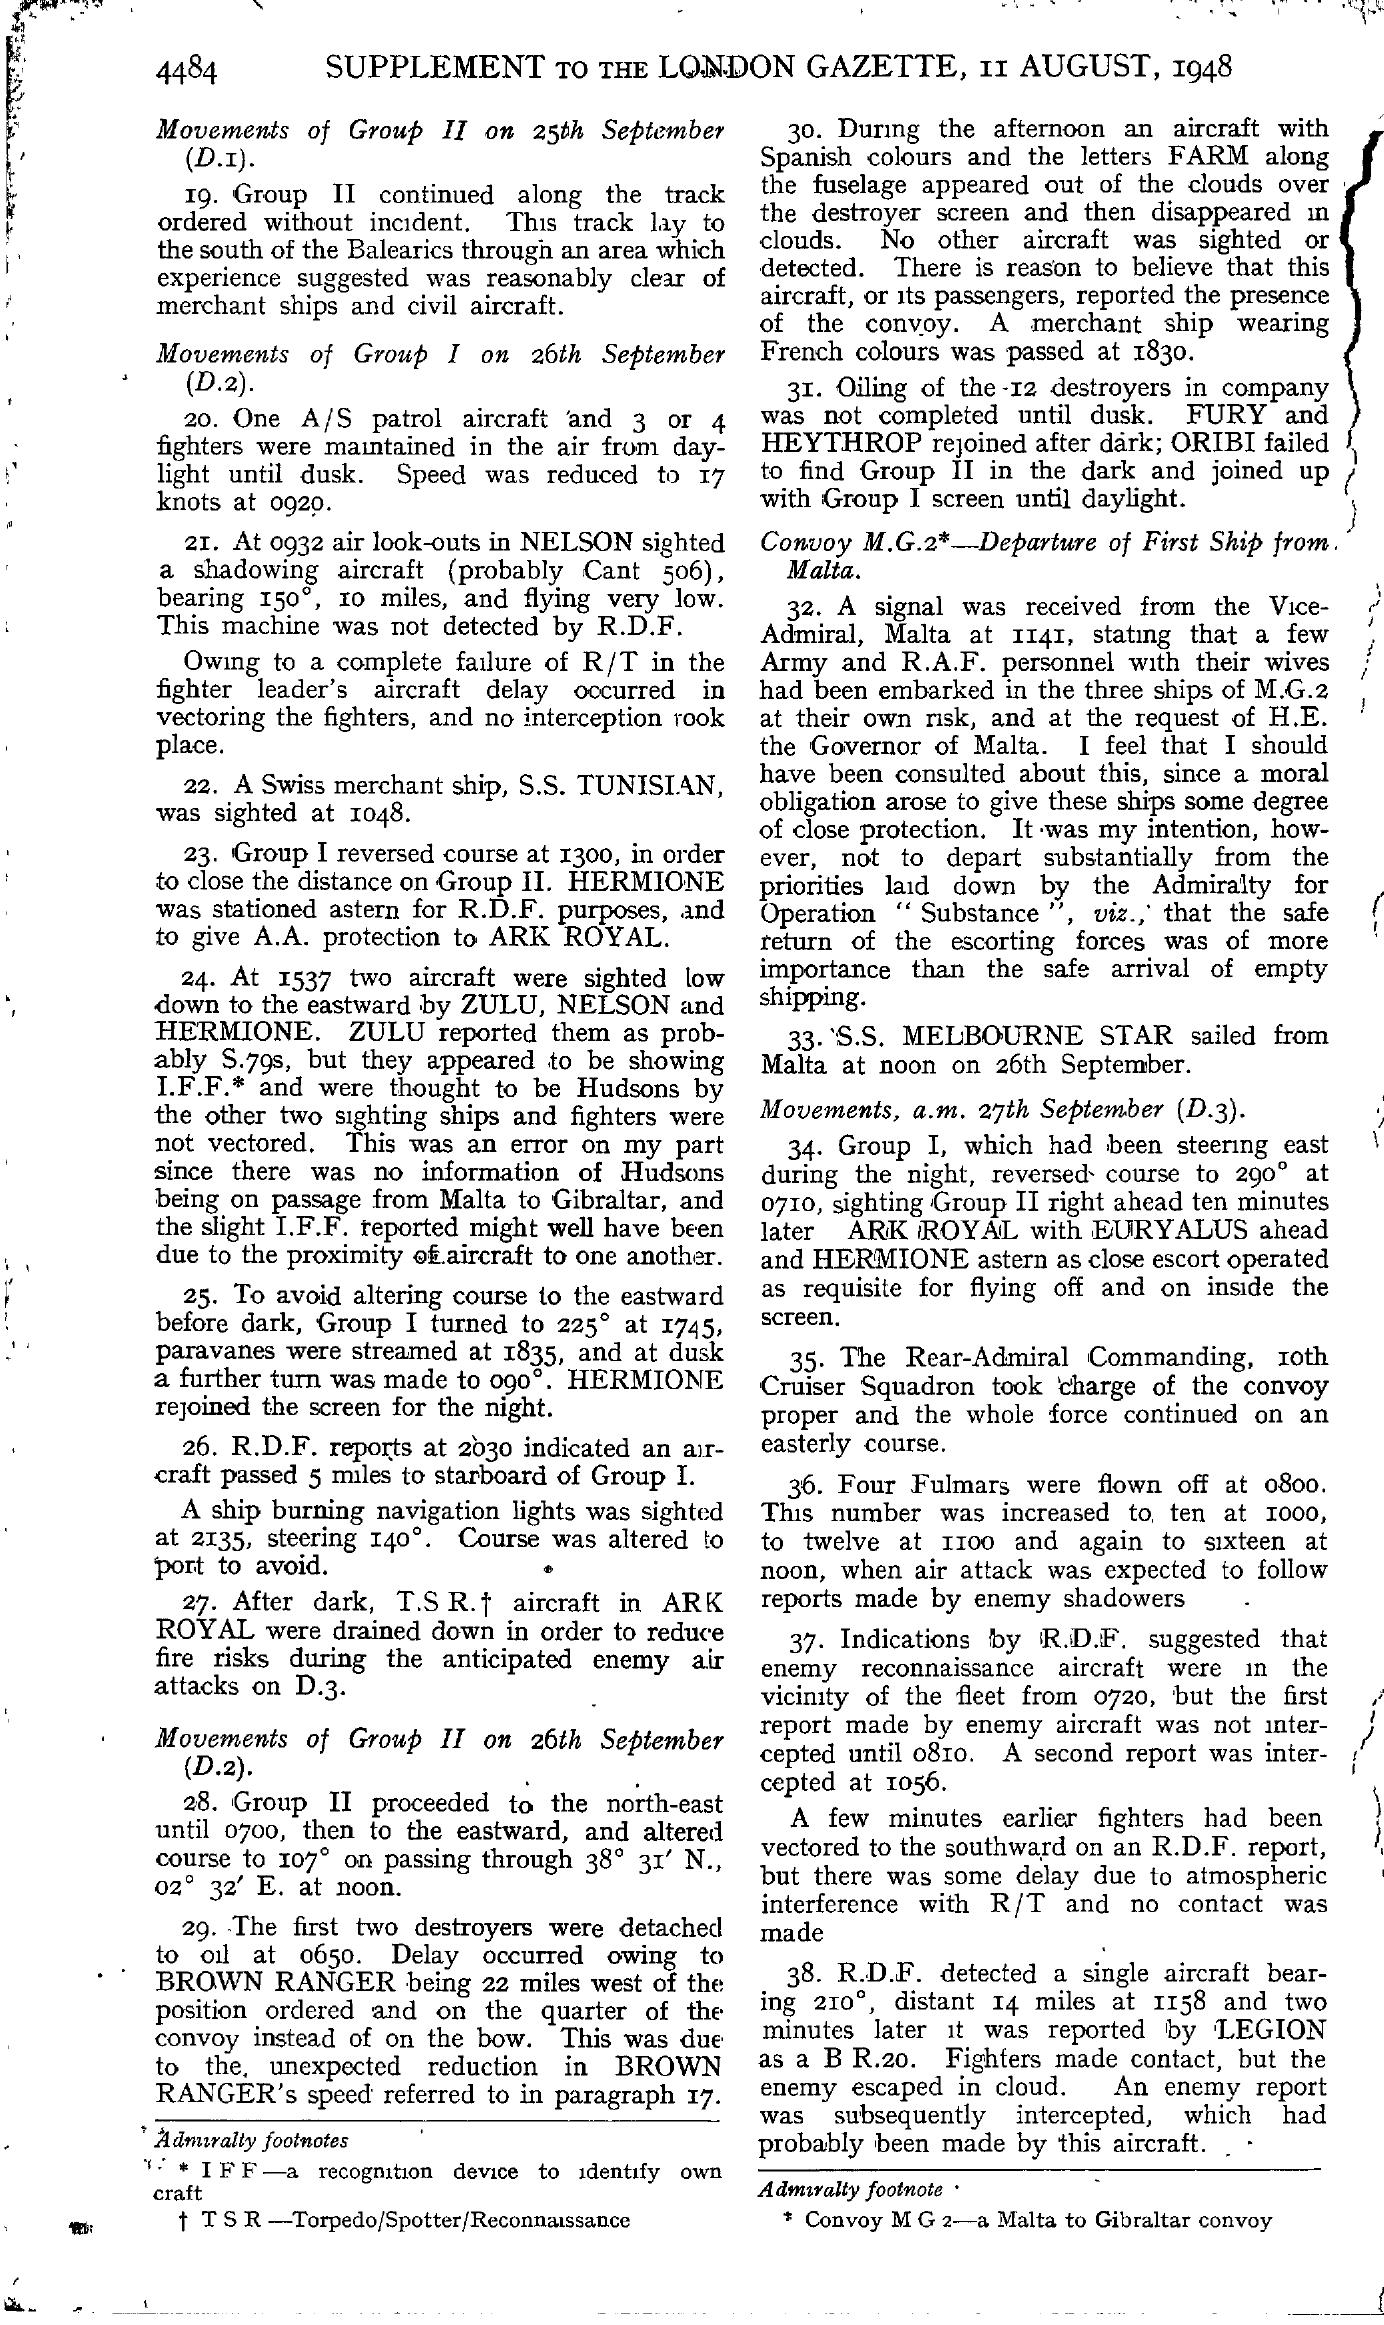 4484 SUPPLEMENT TO THE LONDON GAZETTE, 11 AUGUST, 1948
Movements of Group II on 25th September
(D.1).
19. Group II continued along the track
ordered without incident. This track lay to
the south of the Balearics through an area which
experience suggested was reasonably clear of
merchant ships and civil aircraft.
Movements of Group I on 26th September
(D.2).
20. One A/S patrol aircraft and 3 or 4
fighters were maintained in the air from day-
light until dusk. Speed was reduced to 17
knots at 0920.
21. At 0932 air look-outs in NELSON sighted
a shadowing aircraft (probably Cant 506),
bearing 150°, 10 miles, and flying very low.
This machine was not detected by R.D.F.
Owing to a complete failure of R/T in the
fighter leader's aircraft delay occurred in
vectoring the fighters, and no interception took
place.
22. A Swiss merchant ship, S.S. TUNISIAN,
was sighted at 1048.
23. Group I reversed course at 1300, in order
to close the distance on Group II. HERMIONE
was stationed astern for R.D.F. purposes, and
to give A.A. protection to ARK ROYAL.
24. At 1537 two aircraft were sighted low
down to the eastward by ZULU, NELSON and
HERMIONE. ZULU reported them as prob-
ably S.79s, but they appeared to be showing
I.F.F.* and were thought to be Hudsons by
the other two sighting ships and fighters were
not vectored. This was an error on my part
since there was no information of Hudsons
being on passage from Malta to Gibraltar, and
the slight I.F.F. reported might well have been
due to the proximity of aircraft to one another.
25. To avoid altering course to the eastward
before dark, Group I turned to 225° at 1745,
paravanes were streamed at 1835, and at dusk
a further turn was made to 090°. HERMIONE
rejoined the screen for the night.
26. R.D.F. reports at 2030 indicated an air-
craft passed 5 miles to starboard of Group I.
A ship burning navigation lights was sighted
at 2135, steering 140°. Course was altered to
port to avoid.
27. After dark, T.S R.† aircraft in ARK
ROYAL were drained down in order to reduce
fire risks during the anticipated enemy air
attacks on D.3.
Movements of Group II on 26th September
(D.2).
28. Group II proceeded to the north-east
until 0700, then to the eastward, and altered
course to 107° on passing through 38° 31′ N.,
02° 32′ E. at noon.
29. The first two destroyers were detached
to oil at 0650. Delay occurred owing to
BROWN RANGER being 22 miles west of the
position ordered and on the quarter of the
convoy instead of on the bow. This was due
to the, unexpected reduction in BROWN
RANGER's speed referred to in paragraph 17.
Admiralty footnotes
* I F F—a recognition device to identify own
craft
† T S R —Torpedo/Spotter/Reconnaissance
30. During the afternoon an aircraft with
Spanish colours and the letters FARM along
the fuselage appeared out of the clouds over
the destroyer screen and then disappeared in
clouds. No other aircraft was sighted or
detected. There is reason to believe that this
aircraft, or its passengers, reported the presence
of the convoy. A merchant ship wearing
French colours was passed at 1830.
31. Oiling of the 12 destroyers in company
was not completed until dusk. FURY and
HEYTHROP rejoined after dark; ORIBI failed
to find Group II in the dark and joined up
with Group I screen until daylight.
Convoy M.G.2*—Departure of First Ship from
Malta.
32. A signal was received from the Vice-
Admiral, Malta at 1141, stating that a few
Army and R.A.F. personnel with their wives
had been embarked in the three ships of M.G.2
at their own risk, and at the request of H.E.
the Governor of Malta. I feel that I should
have been consulted about this, since a moral
obligation arose to give these ships some degree
of close protection. It was my intention, how-
ever, not to depart substantially from the
priorities laid down by the Admiralty for
Operation "Substance", viz., that the safe
return of the escorting forces was of more
importance than the safe arrival of empty
shipping.
33. S.S. MELBOURNE STAR sailed from
Malta at noon on 26th September.
Movements, a.m. 27th September (D.3).
34. Group I, which had been steering east
during the night, reversed course to 290° at
0710, sighting Group II right ahead ten minutes
later ARK ROYAL with EURYALUS ahead
and HERMIONE astern as close escort operated
as requisite for flying off and on inside the
screen.
35. The Rear-Admiral Commanding, 10th
Cruiser Squadron took charge of the convoy
proper and the whole force continued on an
easterly course.
36. Four Fulmars were flown off at 0800.
This number was increased to ten at 1000,
to twelve at 1100 and again to sixteen at
noon, when air attack was expected to follow
reports made by enemy shadowers
37. Indications by R.D.F. suggested that
enemy reconnaissance aircraft were in the
vicinity of the fleet from 0720, but the first
report made by enemy aircraft was not inter-
cepted until 0810. A second report was inter-
cepted at 1056.
A few minutes earlier fighters had been
vectored to the southward on an R.D.F. report,
but there was some delay due to atmospheric
interference with R/T and no contact was
made
38. R.D.F. detected a single aircraft bear-
ing 210°, distant 14 miles at 1158 and two
minutes later it was reported by LEGION
as a B R.20. Fighters made contact, but the
enemy escaped in cloud. An enemy report
was subsequently intercepted, which had
probably been made by this aircraft.
Admiralty footnote
* Convoy M G 2—a Malta to Gibraltar convoy